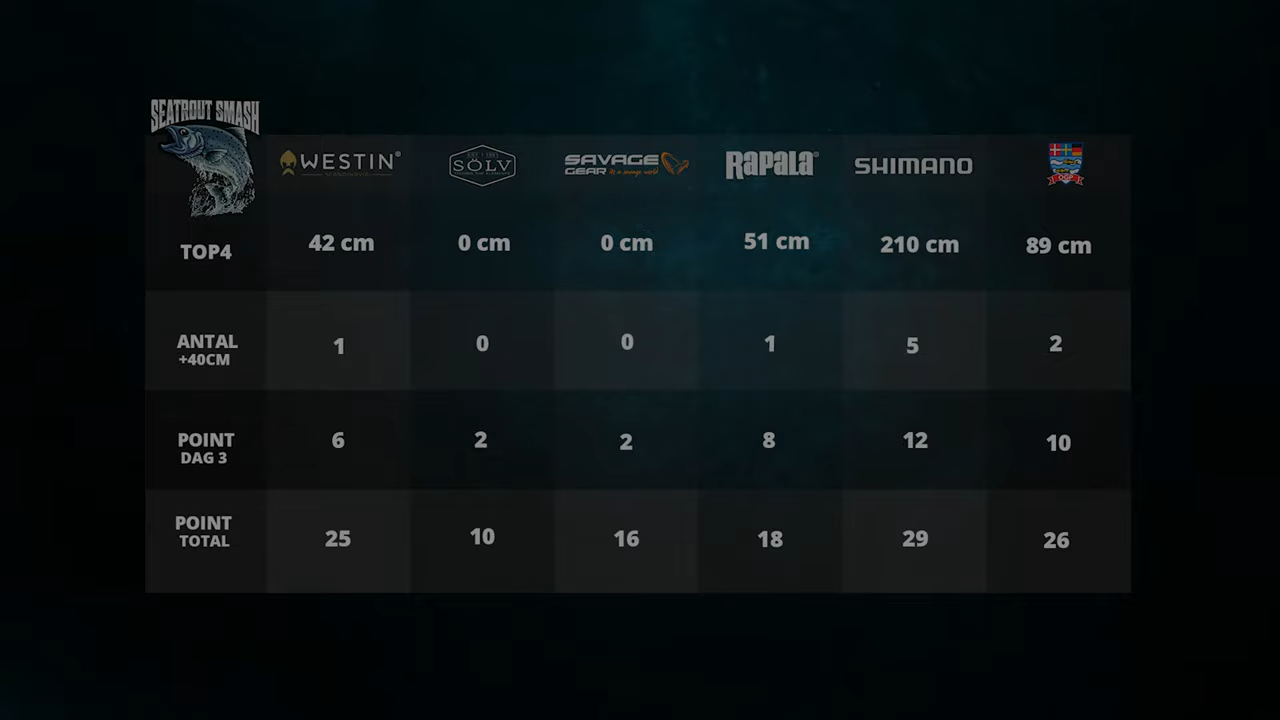 SEATROUT SMASH
WESTIN® SÖLV SAVAGE GEAR Rapala® SHIMANO OGP
TOP4 42 cm 0 cm 0 cm 51 cm 210 cm 89 cm
ANTAL
+40CM 1 0 0 1 5 2
POINT
DAG 3 6 2 2 8 12 10
POINT
TOTAL 25 10 16 18 29 26